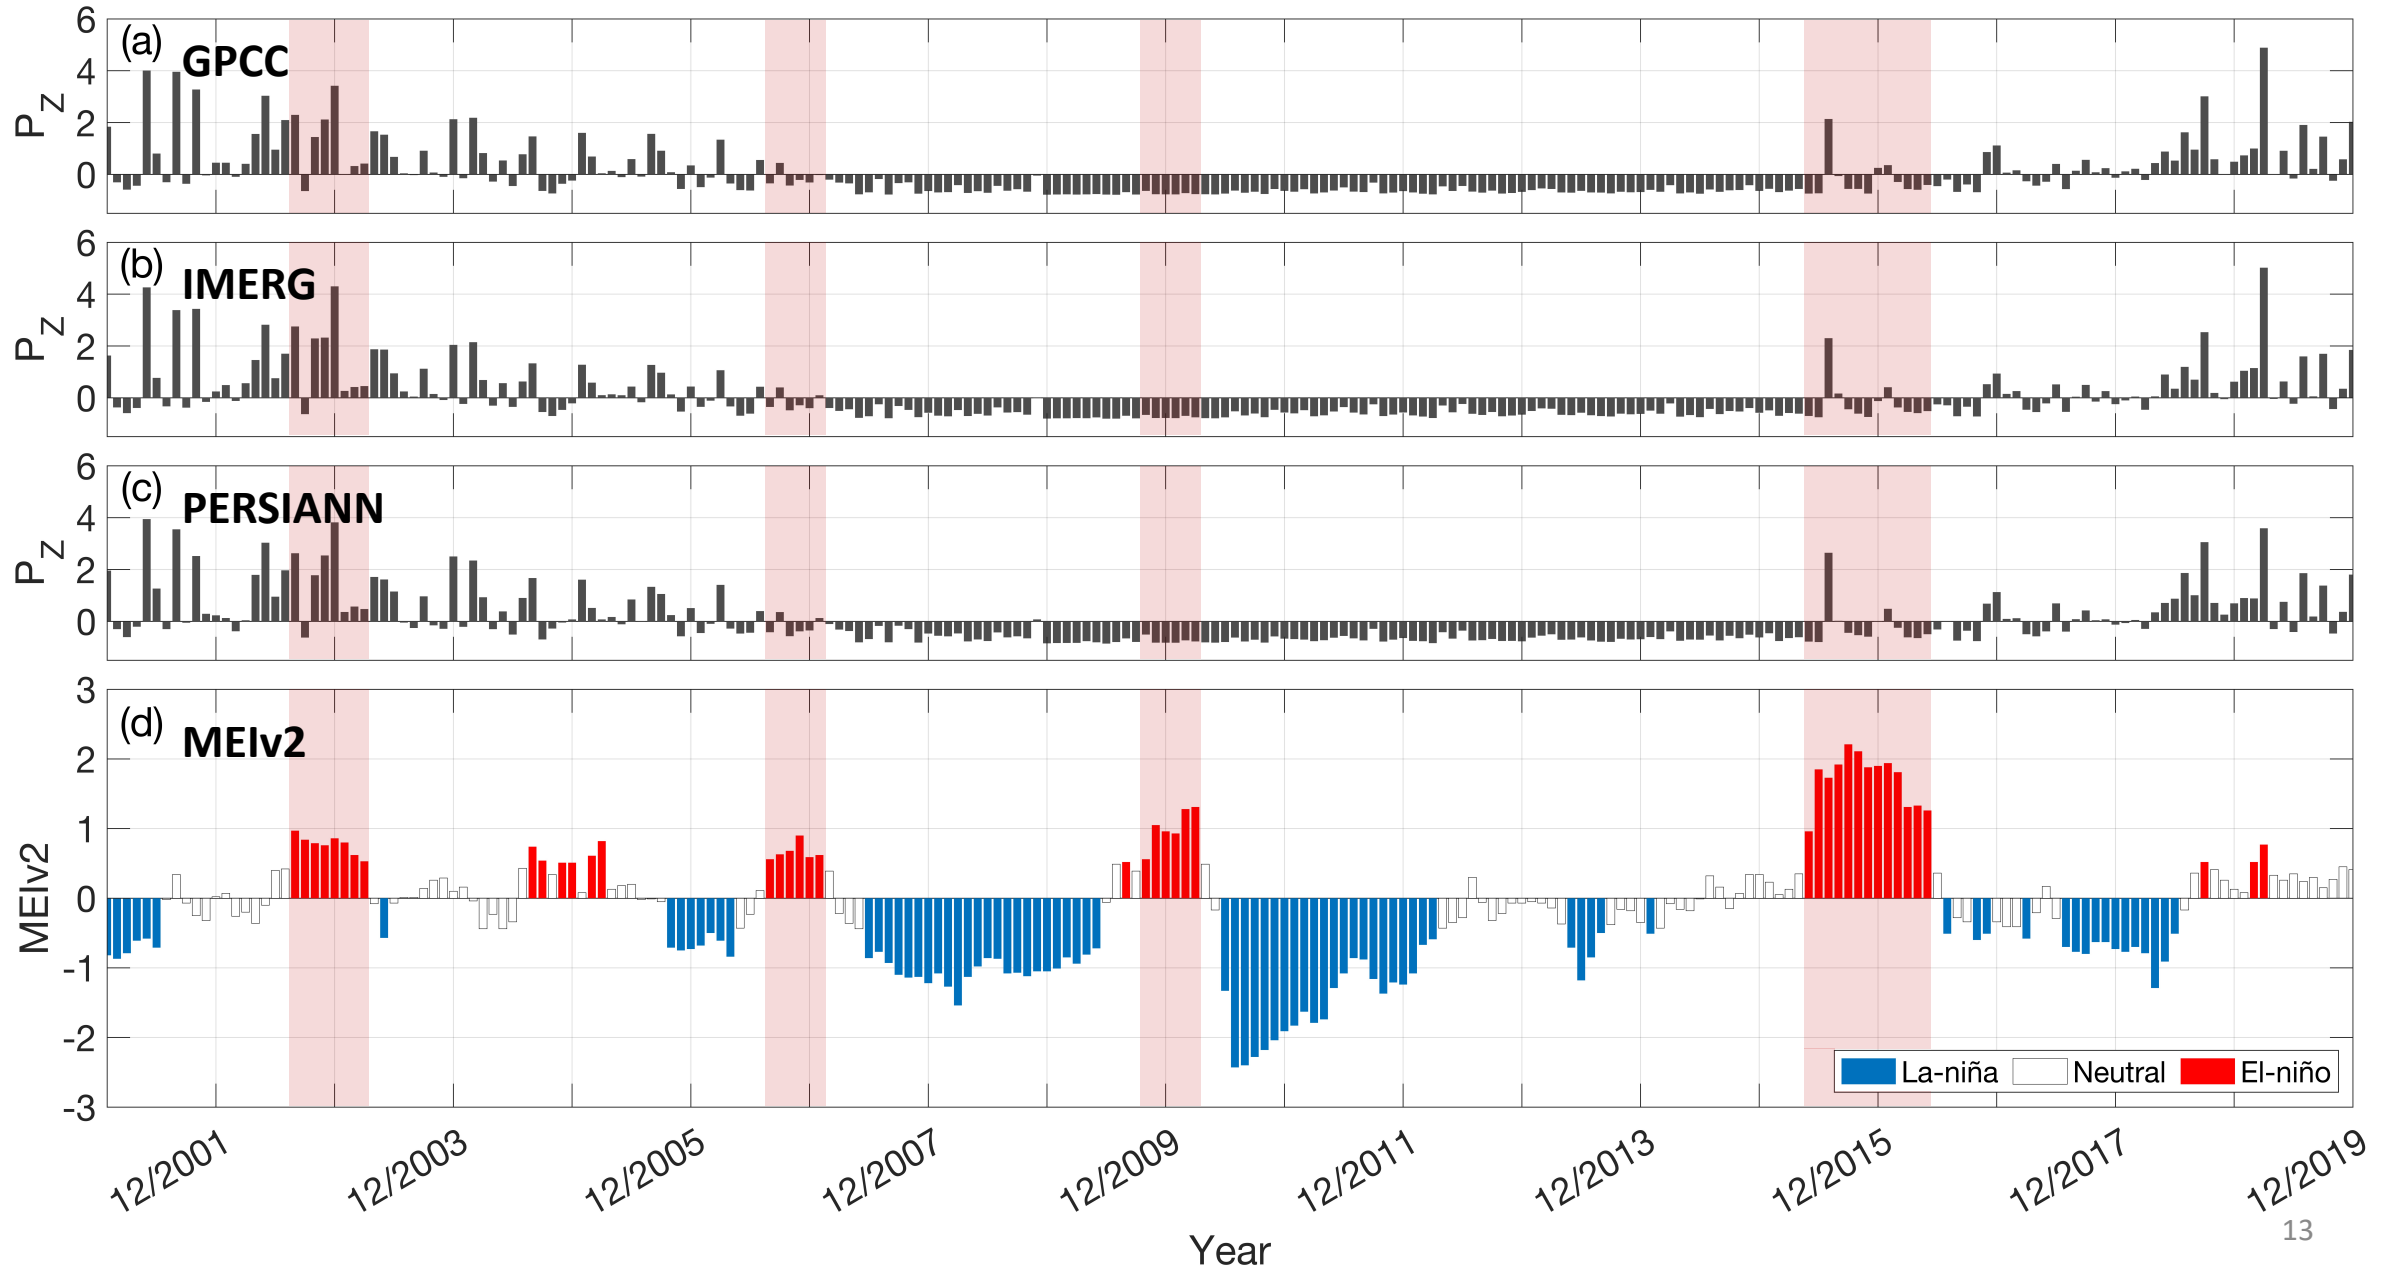 (a) GPCC
6
4
2
0
P_Z
(b) IMERG
6
4
2
0
P_Z
(c) PERSIANN
6
4
2
0
P_Z
(d) MEIv2
3
2
1
0
-1
-2
-3
MEIv2
La-niña Neutral El-niño
12/2001 12/2003 12/2005 12/2007 12/2009 12/2011 12/2013 12/2015 12/2017 12/2019
Year
13